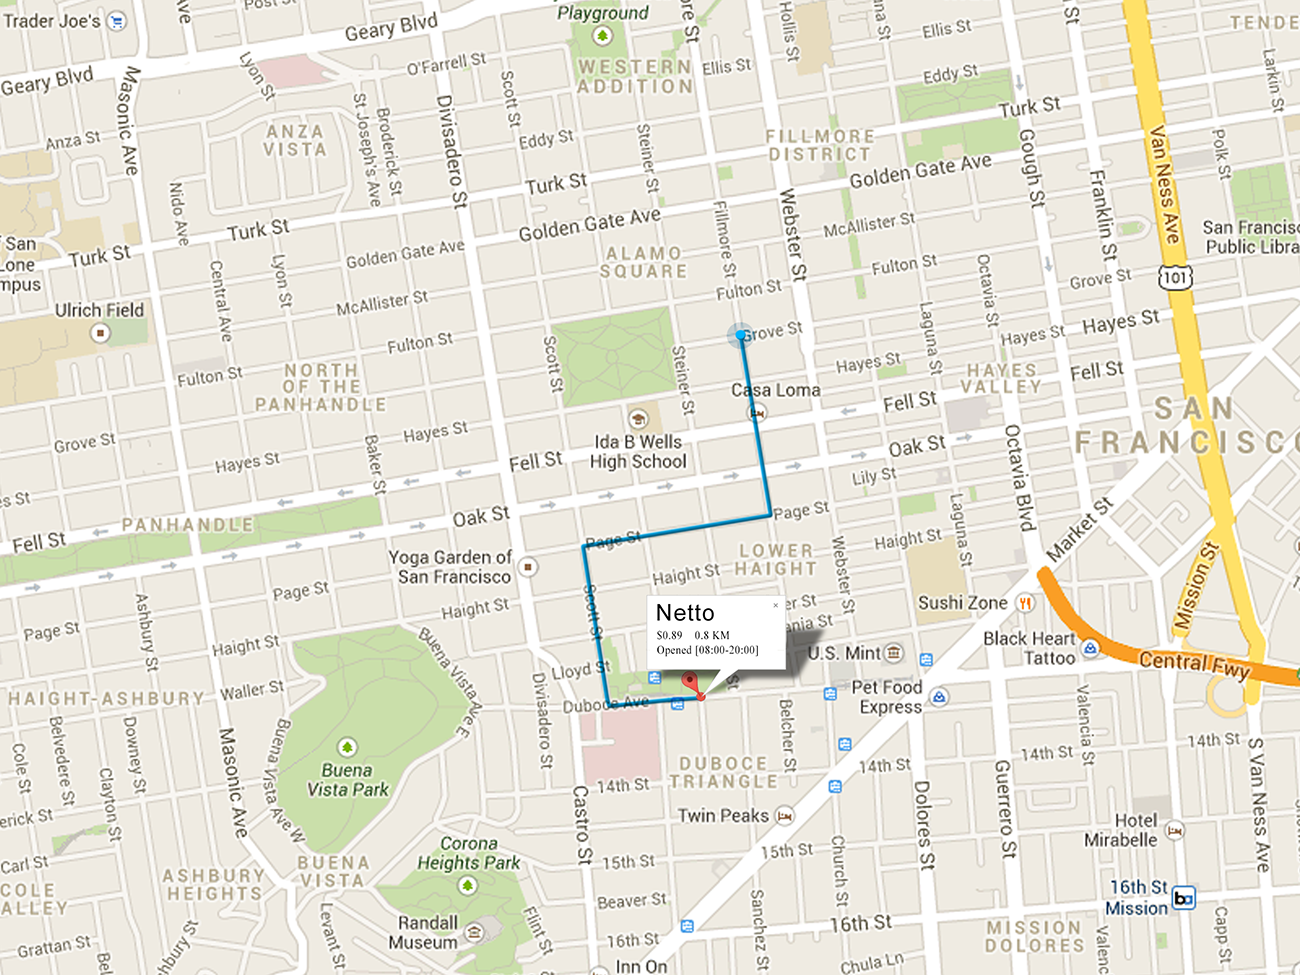 Trader Joe's
Ave
Post St
Geary Blvd
Playground
ore St
Hollis St
na St
Ellis St
St
TENDE
Geary Blvd
Masonic Ave
Lyon St
O'Farrell St
Scott St
WESTERN
ADDITION
Ellis St
Eddy St
Larkin St
Anza St
ANZA
VISTA
St Joseph's Ave
Broderick St
Divisadero St
Eddy St
Steiner St
FILLMORE
DISTRICT
Turk St
Gough St
Franklin St
Van Ness Ave
Polk St
Nido Ave
Turk St
Golden Gate Ave
Golden Gate Ave
Fillmore St
Webster St
McAllister St
San Francisc
Public Libra
f San
Lone
mpus
Turk St
Turk St
Golden Gate Ave
ALAMO
SQUARE
Fulton St
Octavia St
101
Central Ave
Lyon St
McAllister St
Fulton St
Grove St
Ulrich Field
Fulton St
Scott St
Grove St
Laguna St
Hayes St
Hayes St
Fulton St
NORTH
OF THE
PANHANDLE
Steiner St
Casa Loma
Hayes St
HAYES
VALLEY
Fell St
Fell St
SAN
FRANCISCO
Grove St
Hayes St
Hayes St
Baker St
Ida B Wells
High School
Fell St
Oak St
Octavia Blvd
es St
PANHANDLE
Oak St
Lily St
Page St
Laguna St
Market St
Fell St
Yoga Garden of
San Francisco
Page St
LOWER
HAIGHT
Webster St
Haight St
Mission St
Page St
Haight St
Haight St
Scott St
Page St
Ashbury St
Haight St
Buena Vista Ave E
Netto
×
$0.89 0.8 KM
Opened [08:00-20:00]
er St
ania St
St
Sushi Zone
Black Heart
Tattoo
Central Fwy
U.S. Mint
Lloyd St
HAIGHT-ASHBURY
Waller St
Divisadero St
Duboce Ave
Pet Food
Express
Belcher St
Valencia St
Cole St
Belvedere St
Downey St
Clayton St
Masonic Ave
Buena Vista Ave W
Buena
Vista Park
DUBOCE
TRIANGLE
14th St
14th St
14th St
14th St
S Van Ness Ave
Castro St
Twin Peaks
Dolores St
Guerrero St
Hotel
Mirabelle
ederick St
Corona
Heights Park
15th St
15th St
Church St
Carl St
COLE
ALLEY
ASHBURY
HEIGHTS
BUENA
VISTA
Beaver St
Sanchez St
16th St
Mission
Levant St
Randall
Museum
Flint St
16th St
16th St
MISSION
DOLORES
Valen
Capp St
Grattan St
hbury St
Inn On
Chula Ln